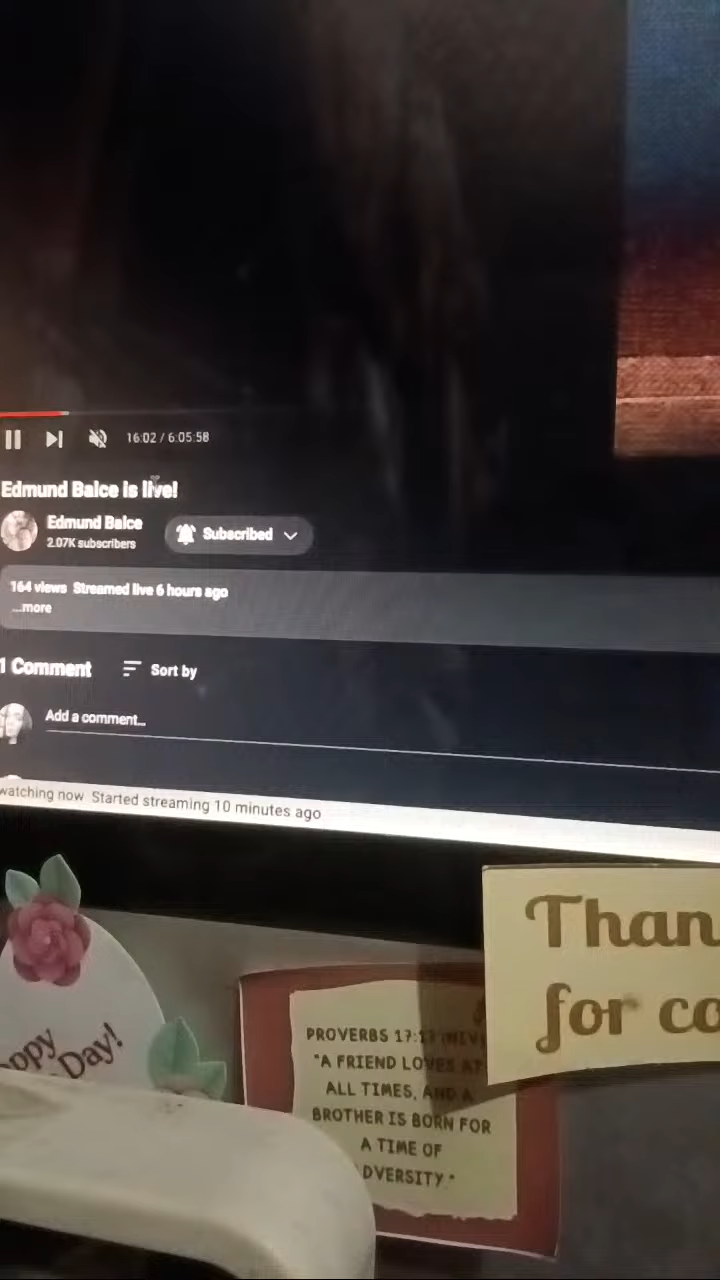 16:02 / 6:05:58
Edmund Balce is live!
Edmund Balce
2.07K subscribers
Subscribed
164 views Streamed live 6 hours ago
...more
1 Comment
Sort by
Add a comment...
watching now Started streaming 10 minutes ago
Than
for co
ppy
Day!
PROVERBS 17:17 (NIV)
"A FRIEND LOVES AT
ALL TIMES, AND A
BROTHER IS BORN FOR
A TIME OF
DVERSITY."